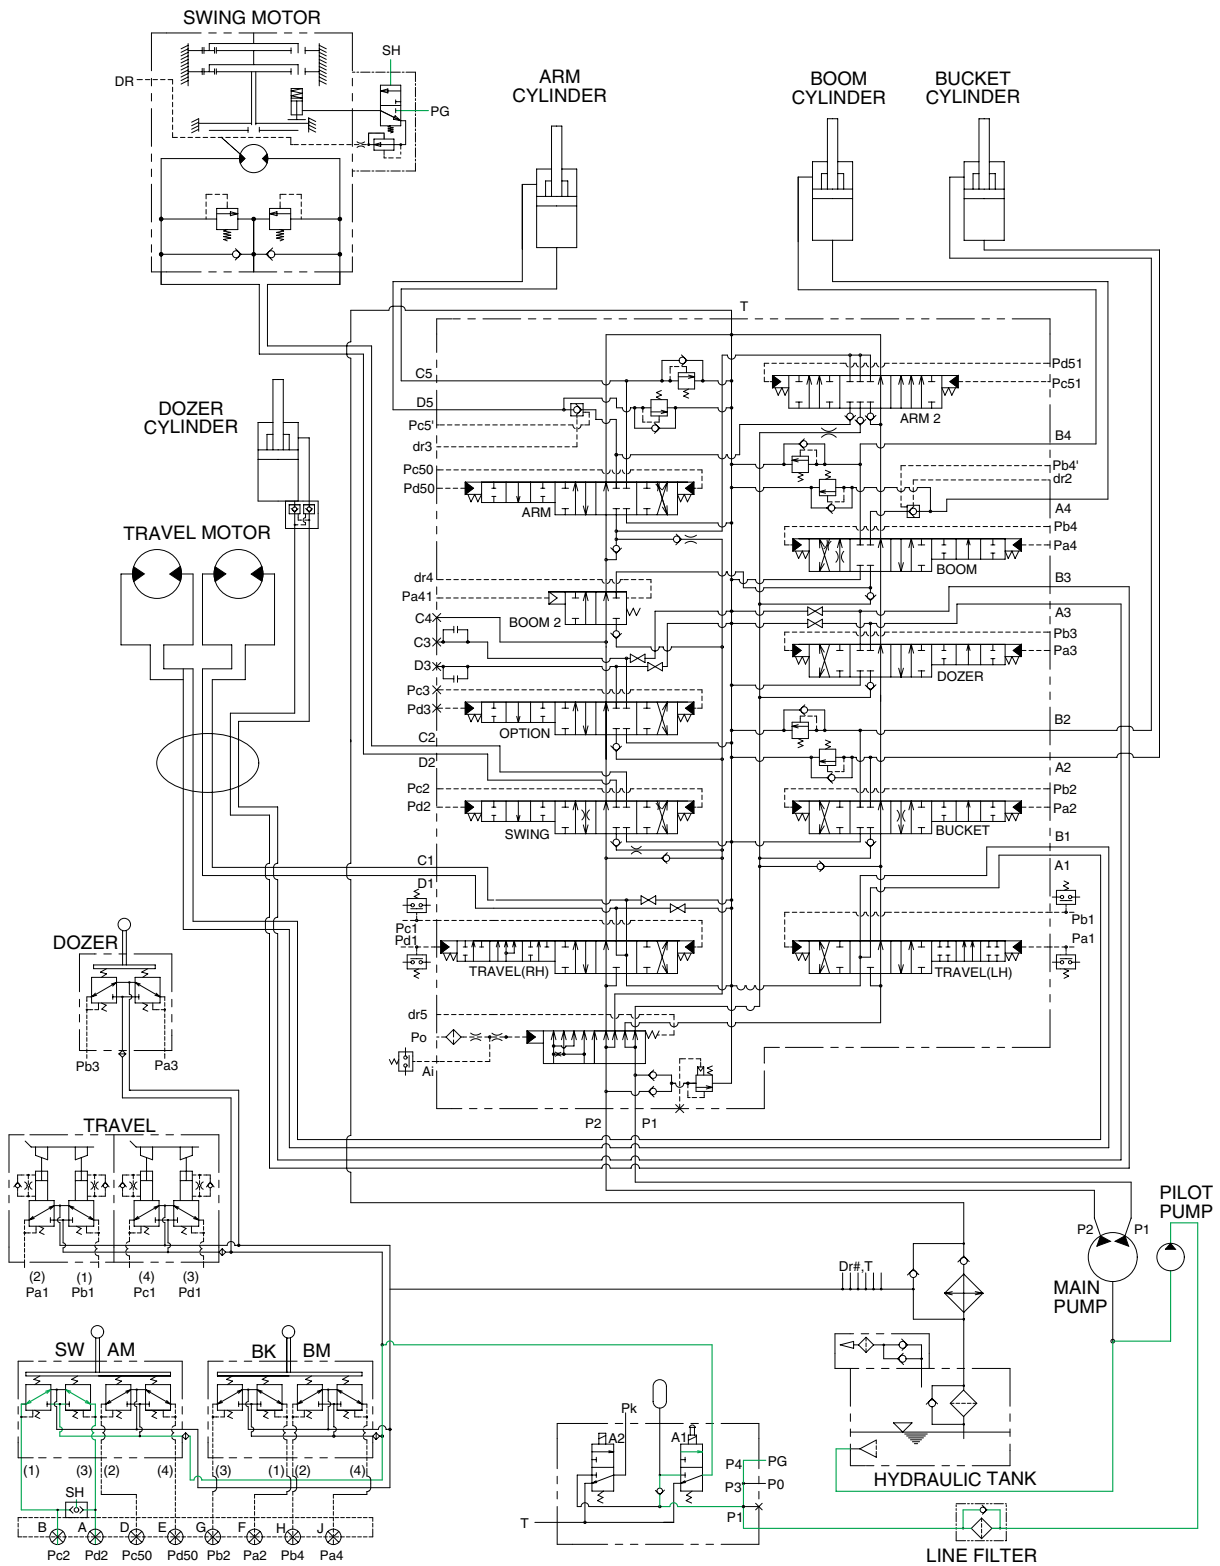 SWING MOTOR
SH
DR
PG
ARM
CYLINDER
BOOM
CYLINDER
BUCKET
CYLINDER
T
C5
D5
Pc5'
dr3
Pc50
Pd50
ARM
Pd51
Pc51
ARM 2
B4
Pb4'
dr2
A4
Pb4
Pa4
BOOM
DOZER
CYLINDER
TRAVEL MOTOR
dr4
Pa41
BOOM 2
C4
C3
D3
Pc3
Pd3
OPTION
B3
A3
Pb3
Pa3
DOZER
C2
D2
Pc2
Pd2
SWING
B2
A2
Pb2
Pa2
BUCKET
C1
D1
Pc1
Pd1
TRAVEL(RH)
B1
A1
Pb1
Pa1
TRAVEL(LH)
dr5
Po
Ai
P2
P1
DOZER
Pb3
Pa3
TRAVEL
(2)
(1)
(4)
(3)
Pa1
Pb1
Pc1
Pd1
PILOT
PUMP
P2
P1
MAIN
PUMP
Dr#,T
SW
AM
BK
BM
(1)
(3)
(2)
(4)
(3)
(1)
(2)
(4)
SH
B
A
D
E
G
F
H
J
Pc2
Pd2
Pc50
Pd50
Pb2
Pa2
Pb4
Pa4
Pk
A2
A1
P4
PG
P3
P0
P1
T
HYDRAULIC TANK
LINE FILTER